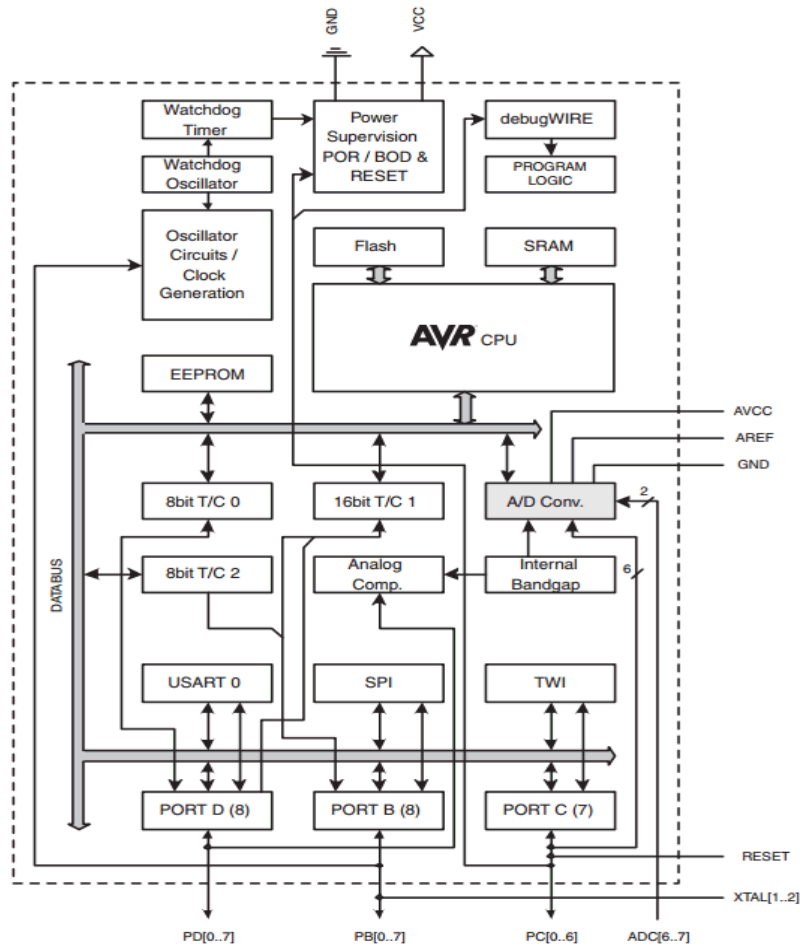 GND
VCC
Watchdog
Timer
Power
Supervision
POR / BOD &
RESET
debugWIRE
Watchdog
Oscillator
PROGRAM
LOGIC
Oscillator
Circuits /
Clock
Generation
Flash
SRAM
AVR CPU
EEPROM
AVCC
AREF
GND
8bit T/C 0
16bit T/C 1
A/D Conv.
2
DATABUS
8bit T/C 2
Analog
Comp.
Internal
Bandgap
6
USART 0
SPI
TWI
PORT D (8)
PORT B (8)
PORT C (7)
RESET
XTAL[1..2]
PD[0..7]
PB[0..7]
PC[0..6]
ADC[6..7]